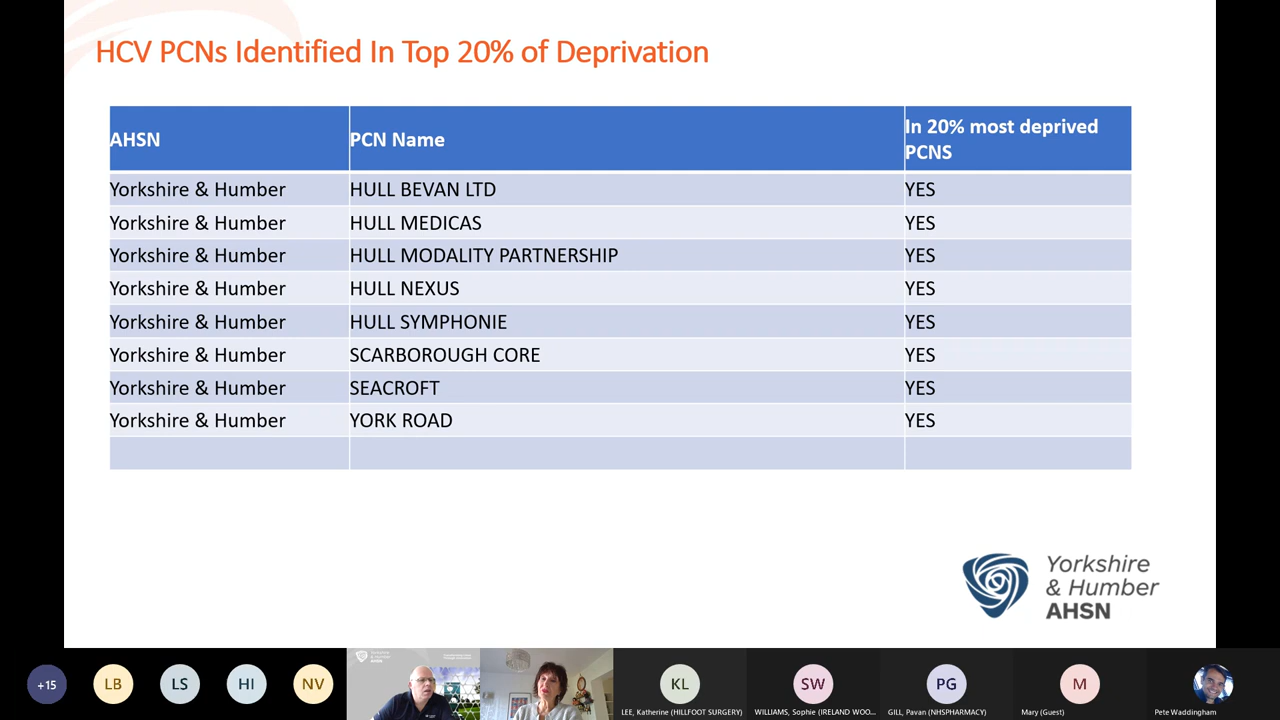 HCV PCNs Identified In Top 20% of Deprivation
AHSN PCN Name In 20% most deprived PCNS
Yorkshire & Humber HULL BEVAN LTD YES
Yorkshire & Humber HULL MEDICAS YES
Yorkshire & Humber HULL MODALITY PARTNERSHIP YES
Yorkshire & Humber HULL NEXUS YES
Yorkshire & Humber HULL SYMPHONIE YES
Yorkshire & Humber SCARBOROUGH CORE YES
Yorkshire & Humber SEACROFT YES
Yorkshire & Humber YORK ROAD YES
Yorkshire
& Humber
AHSN
+15 LB LS HI NV KL SW PG M
LEE, Katherine (HILLFOOT SURGERY) WILLIAMS, Sophie (IRELAND WOO... GILL, Pavan (NHSPHARMACY) Mary (Guest) Pete Waddingham